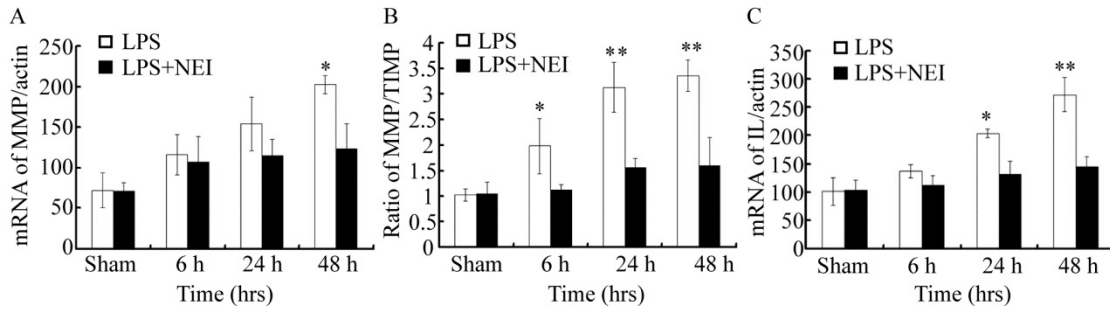 A
mRNA of MMP/actin
250
200
150
100
50
0
LPS
LPS+NEI
*
Sham 6 h 24 h 48 h
Time (hrs)
B
Ratio of MMP/TIMP
4
3.5
3
2.5
2
1.5
1
0.5
0
LPS
LPS+NEI
* ** **
Sham 6 h 24 h 48 h
Time (hrs)
C
mRNA of IL/actin
350
300
250
200
150
100
50
0
LPS
LPS+NEI
* **
Sham 6 h 24 h 48 h
Time (hrs)